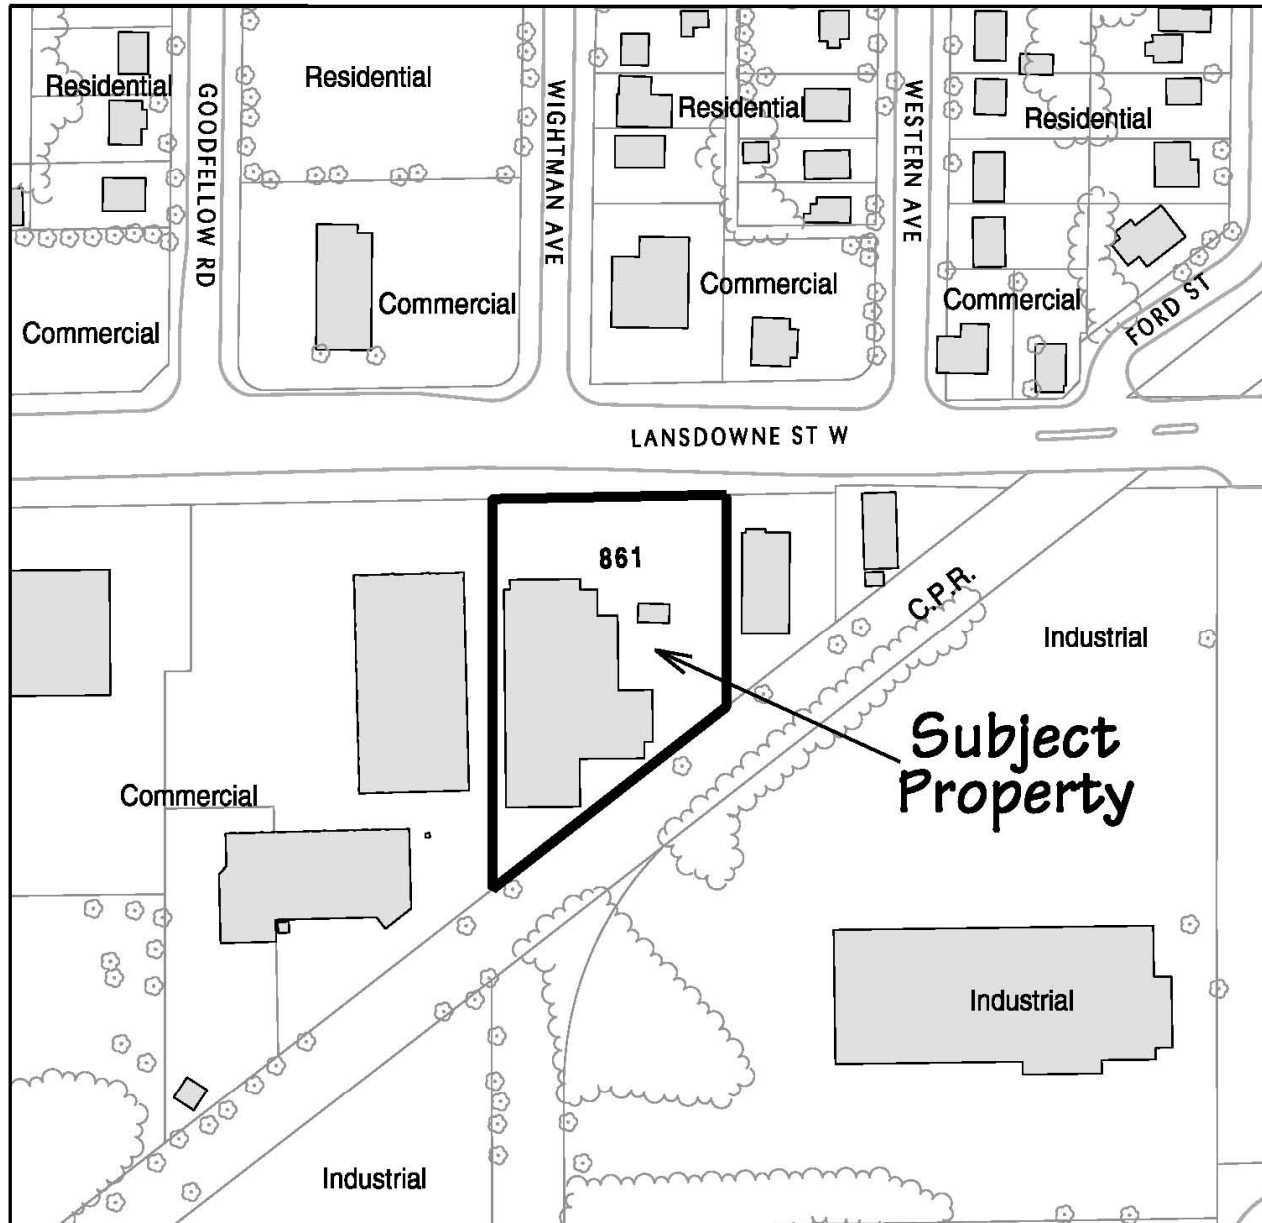 Residential
Residential
Residential
Residential
GOODFELLOW RD
WIGHTMAN AVE
WESTERN AVE
FORD ST
Commercial
Commercial
Commercial
Commercial
LANSDOWNE ST W
861
C.P.R.
Industrial
Subject
Property
Commercial
Industrial
Industrial